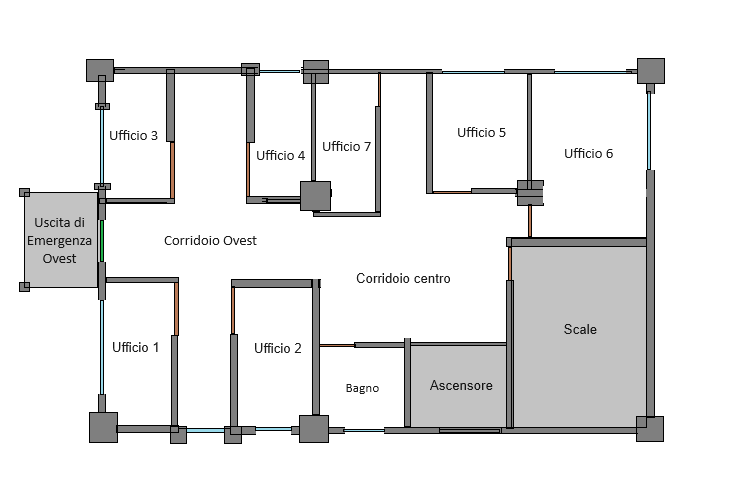 Ufficio 3
Ufficio 4
Ufficio 7
Ufficio 5
Ufficio 6
Uscita di
Emergenza
Ovest
Corridoio Ovest
Corridoio centro
Scale
Ufficio 1
Ufficio 2
Bagno
Ascensore